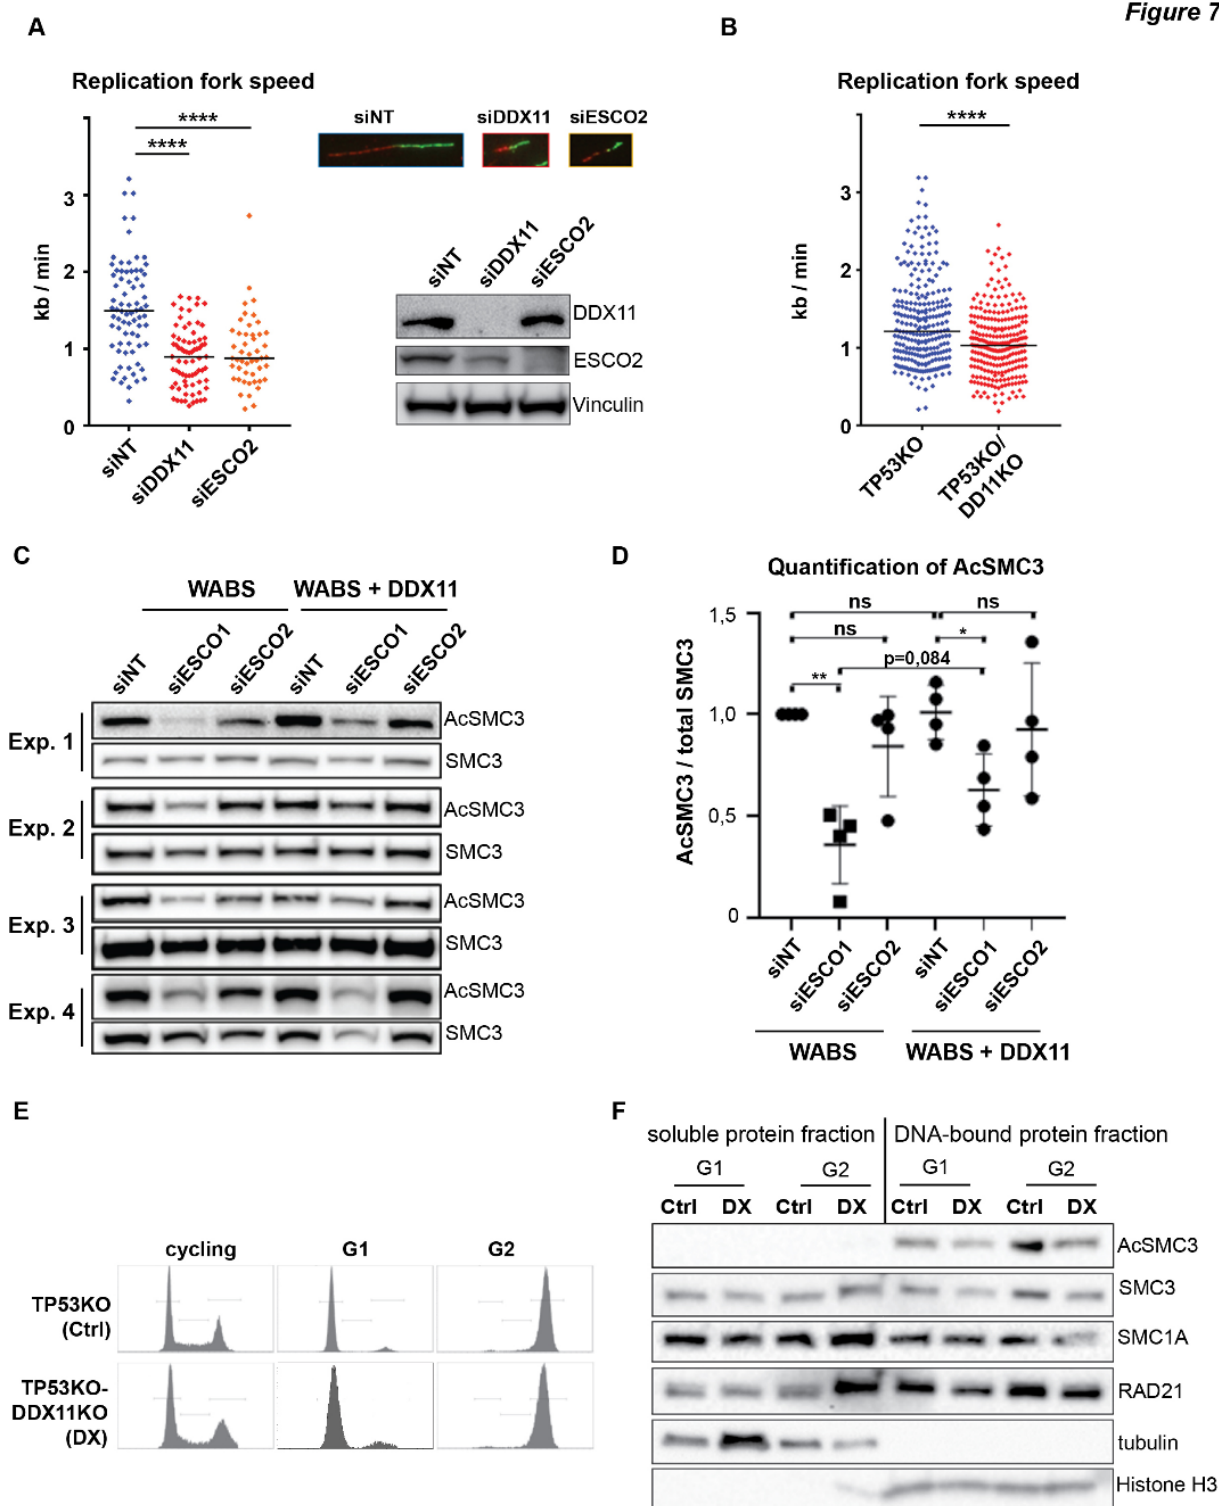 Figure 7
A
Replication fork speed
kb / min
3
2
1
0
****
****
siNT
siDDX11
siESCO2
siNT
siDDX11
siESCO2
siNT
siDDX11
siESCO2
DDX11
ESCO2
Vinculin
B
Replication fork speed
kb / min
3
2
1
0
****
TP53KO
TP53KO/
DD11KO
C
WABS
WABS + DDX11
siNT
siESCO1
siESCO2
siNT
siESCO1
siESCO2
Exp. 1
AcSMC3
SMC3
Exp. 2
AcSMC3
SMC3
Exp. 3
AcSMC3
SMC3
Exp. 4
AcSMC3
SMC3
D
Quantification of AcSMC3
AcSMC3 / total SMC3
1,5
1,0
0,5
0
ns
ns
ns
*
p=0,084
**
siNT
siESCO1
siESCO2
siNT
siESCO1
siESCO2
WABS
WABS + DDX11
E
cycling
G1
G2
TP53KO
(Ctrl)
TP53KO-
DDX11KO
(DX)
F
soluble protein fraction
DNA-bound protein fraction
G1
G2
G1
G2
Ctrl
DX
Ctrl
DX
Ctrl
DX
Ctrl
DX
AcSMC3
SMC3
SMC1A
RAD21
tubulin
Histone H3